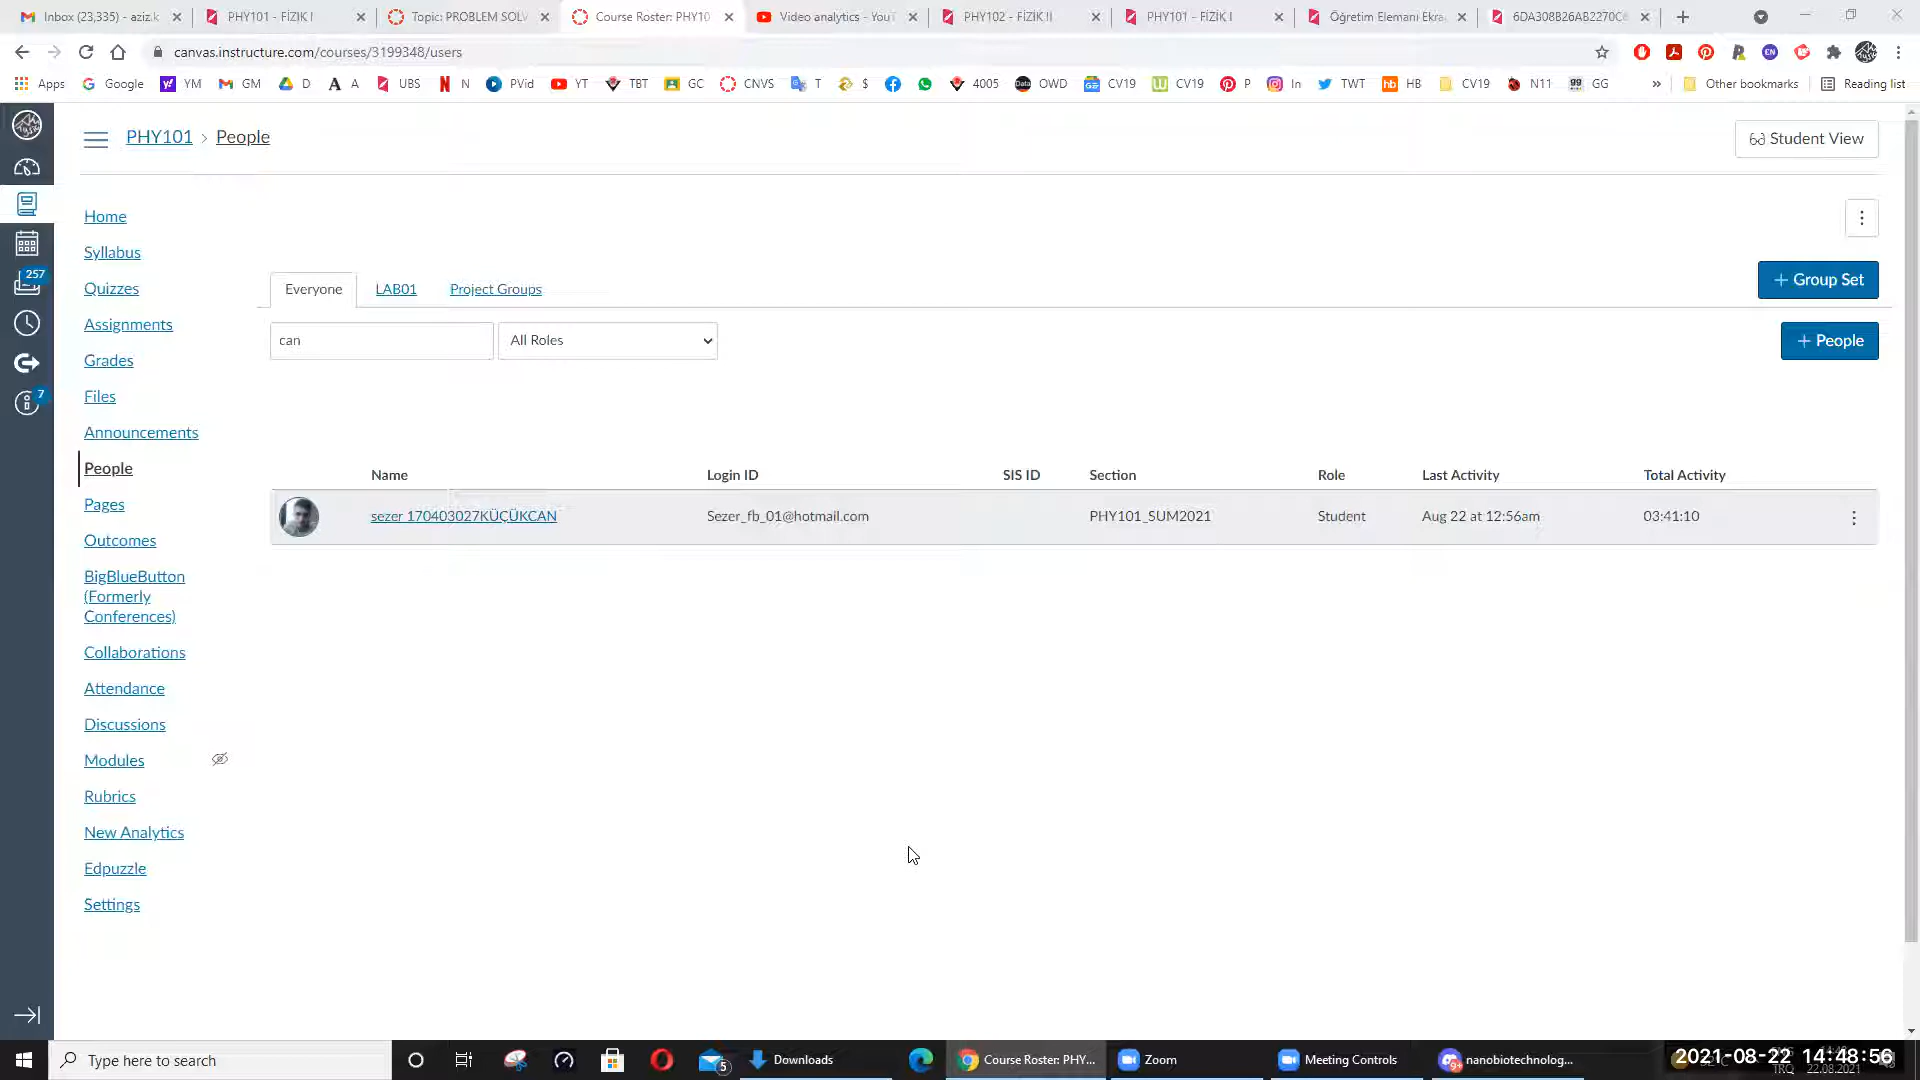 Inbox (23,335) - aziz.k
PHY101 - FİZİK I
Topic: PROBLEM SOLV
Course Roster: PHY10
Video analytics - YouT
PHY102 - FİZİK II
PHY101 - FİZİK I
Öğretim Elemanı Ekra
6DA308B26AB2270C6
canvas.instructure.com/courses/3199348/users
Apps
Google
YM
GM
D
A
UBS
N
PVid
YT
TBT
GC
CNVS
T
$
4005
OWD
CV19
CV19
P
In
TWT
HB
CV19
N11
GG
»
Other bookmarks
Reading list
PHY101 > People
Student View
Home
Syllabus
Quizzes
Assignments
Grades
Files
Announcements
People
Pages
Outcomes
BigBlueButton
(Formerly
Conferences)
Collaborations
Attendance
Discussions
Modules
Rubrics
New Analytics
Edpuzzle
Settings
257
7
Everyone
LAB01
Project Groups
+ Group Set
can
All Roles
+ People
Name Login ID SIS ID Section Role Last Activity Total Activity
sezer 170403027KÜÇÜKCAN Sezer_fb_01@hotmail.com PHY101_SUM2021 Student Aug 22 at 12:56am 03:41:10
Type here to search
5
Downloads
Course Roster: PHY...
Zoom
Meeting Controls
nanobiotechnolog...
2021-08-22 14:48:56
TRQ 22.08.2021